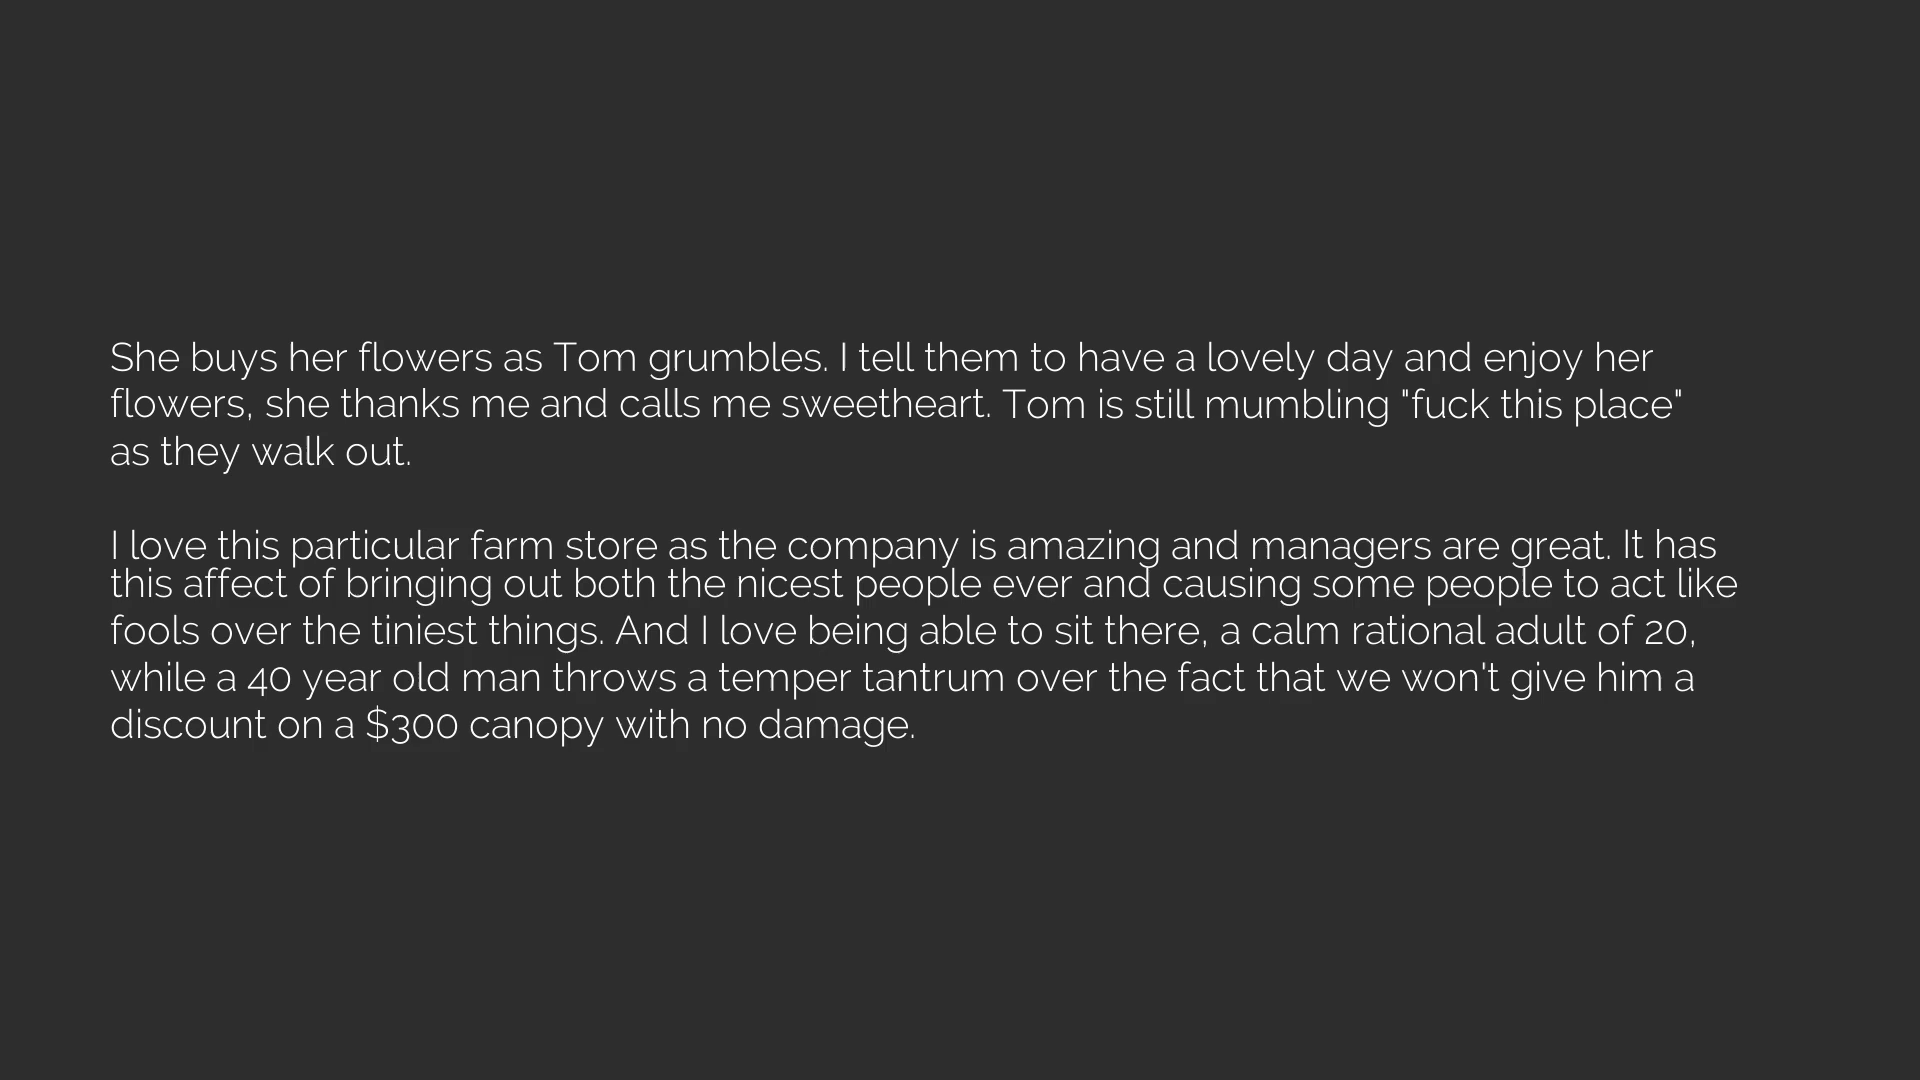 She buys her flowers as Tom grumbles. I tell them to have a lovely day and enjoy her
flowers, she thanks me and calls me sweetheart. Tom is still mumbling "fuck this place"
as they walk out.
I love this particular farm store as the company is amazing and managers are great. It has
this affect of bringing out both the nicest people ever and causing some people to act like
fools over the tiniest things. And I love being able to sit there, a calm rational adult of 20,
while a 40 year old man throws a temper tantrum over the fact that we won't give him a
discount on a $300 canopy with no damage.